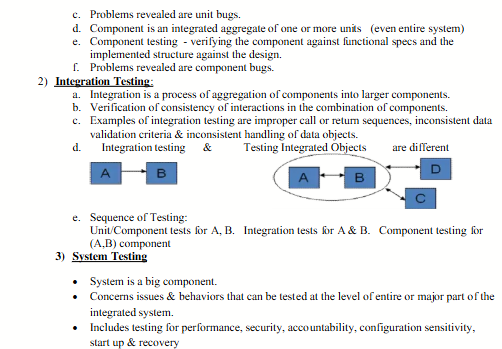 c. Problems revealed are unit bugs.
d. Component is an integrated aggregate of one or more units (even entire system)
e. Component testing - verifying the component against functional specs and the
implemented structure against the design.
f. Problems revealed are component bugs.
2) Integration Testing:
a. Integration is a process of aggregation of components into larger components.
b. Verification of consistency of interactions in the combination of components.
c. Examples of integration testing are improper call or return sequences, inconsistent data
validation criteria & inconsistent handling of data objects.
d. Integration testing & Testing Integrated Objects are different
A B A B D
C
e. Sequence of Testing:
Unit/Component tests for A, B. Integration tests for A & B. Component testing for
(A,B) component
3) System Testing
• System is a big component.
• Concerns issues & behaviors that can be tested at the level of entire or major part of the
integrated system.
• Includes testing for performance, security, accountability, configuration sensitivity,
start up & recovery